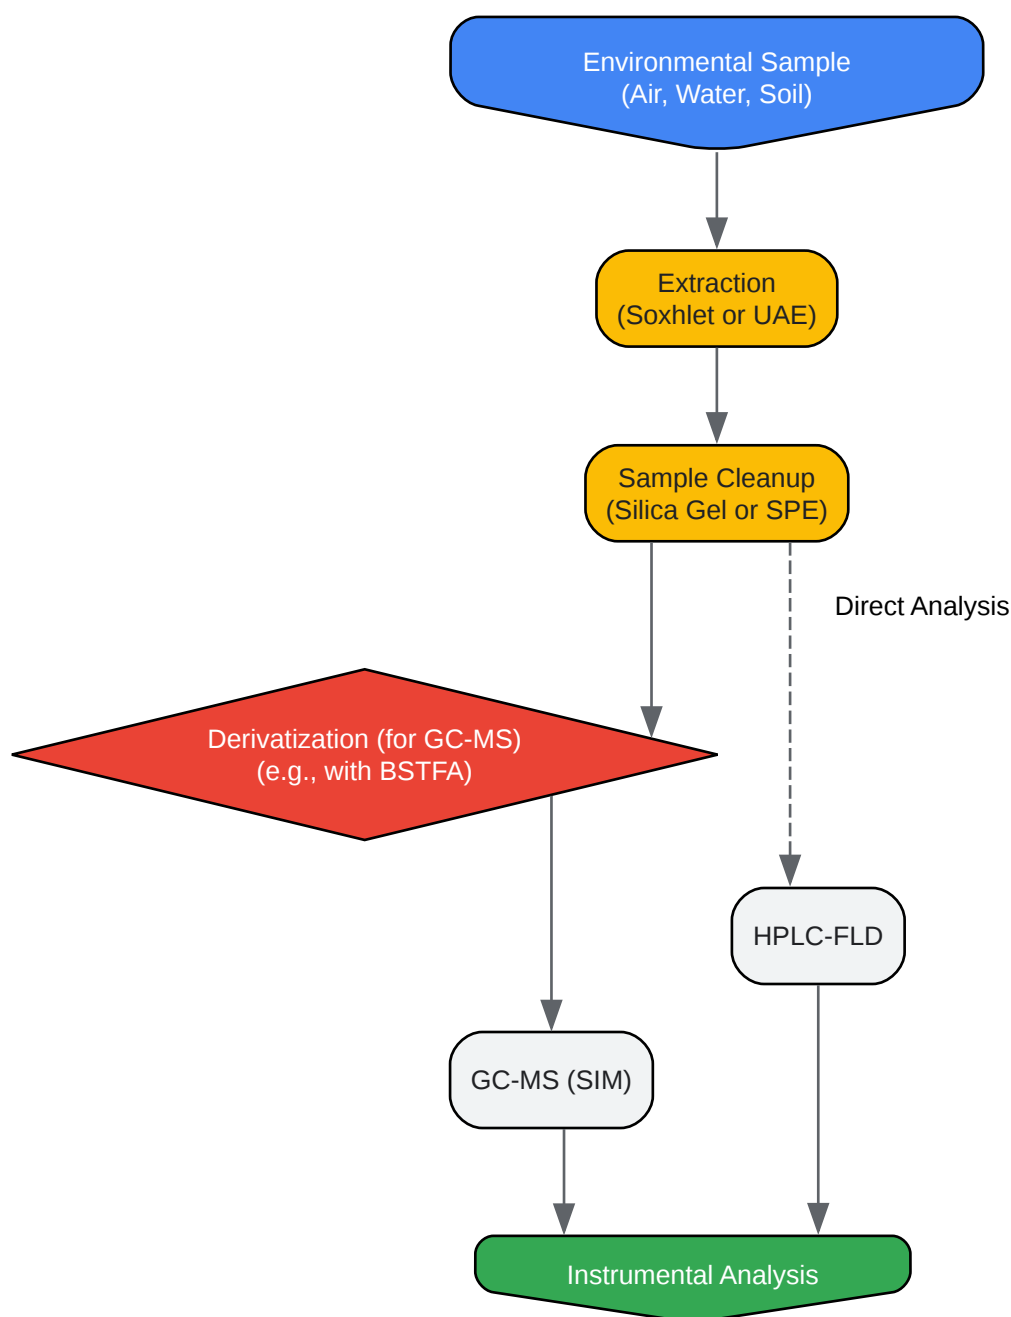 Environmental Sample
(Air, Water, Soil)
Extraction
(Soxhlet or UAE)
Sample Cleanup
(Silica Gel or SPE)
Direct Analysis
Derivatization (for GC-MS)
(e.g., with BSTFA)
HPLC-FLD
GC-MS (SIM)
Instrumental Analysis